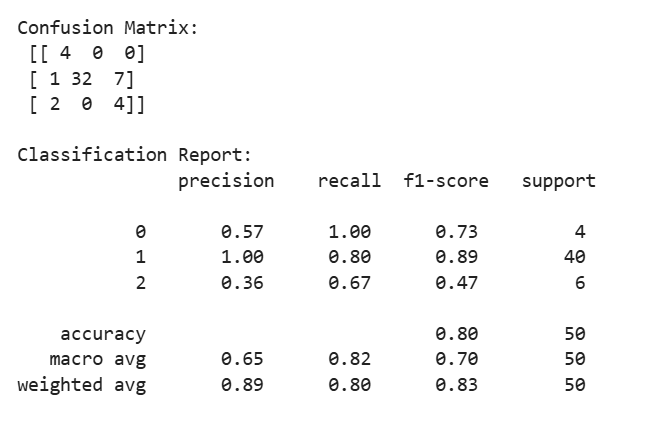 Confusion Matrix:
[[ 4 0 0]
[ 1 32 7]
[ 2 0 4]]
Classification Report:
precision recall f1-score support
0 0.57 1.00 0.73 4
1 1.00 0.80 0.89 40
2 0.36 0.67 0.47 6
accuracy 0.80 50
macro avg 0.65 0.82 0.70 50
weighted avg 0.89 0.80 0.83 50